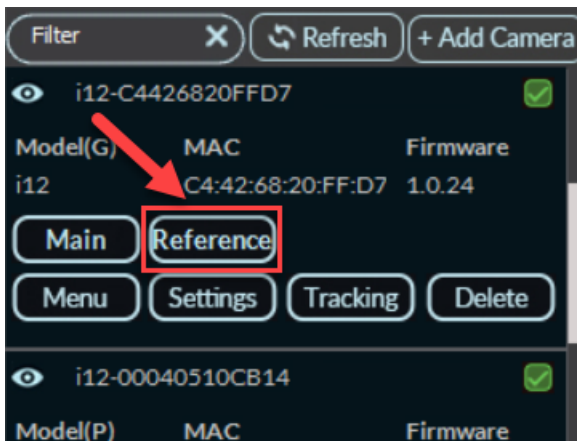 Filter ✕ Refresh + Add Camera
i12-C4426820FFD7
Model(G) MAC Firmware
i12 C4:42:68:20:FF:D7 1.0.24
Main Reference
Menu Settings Tracking Delete
i12-00040510CB14
Model(P) MAC Firmware